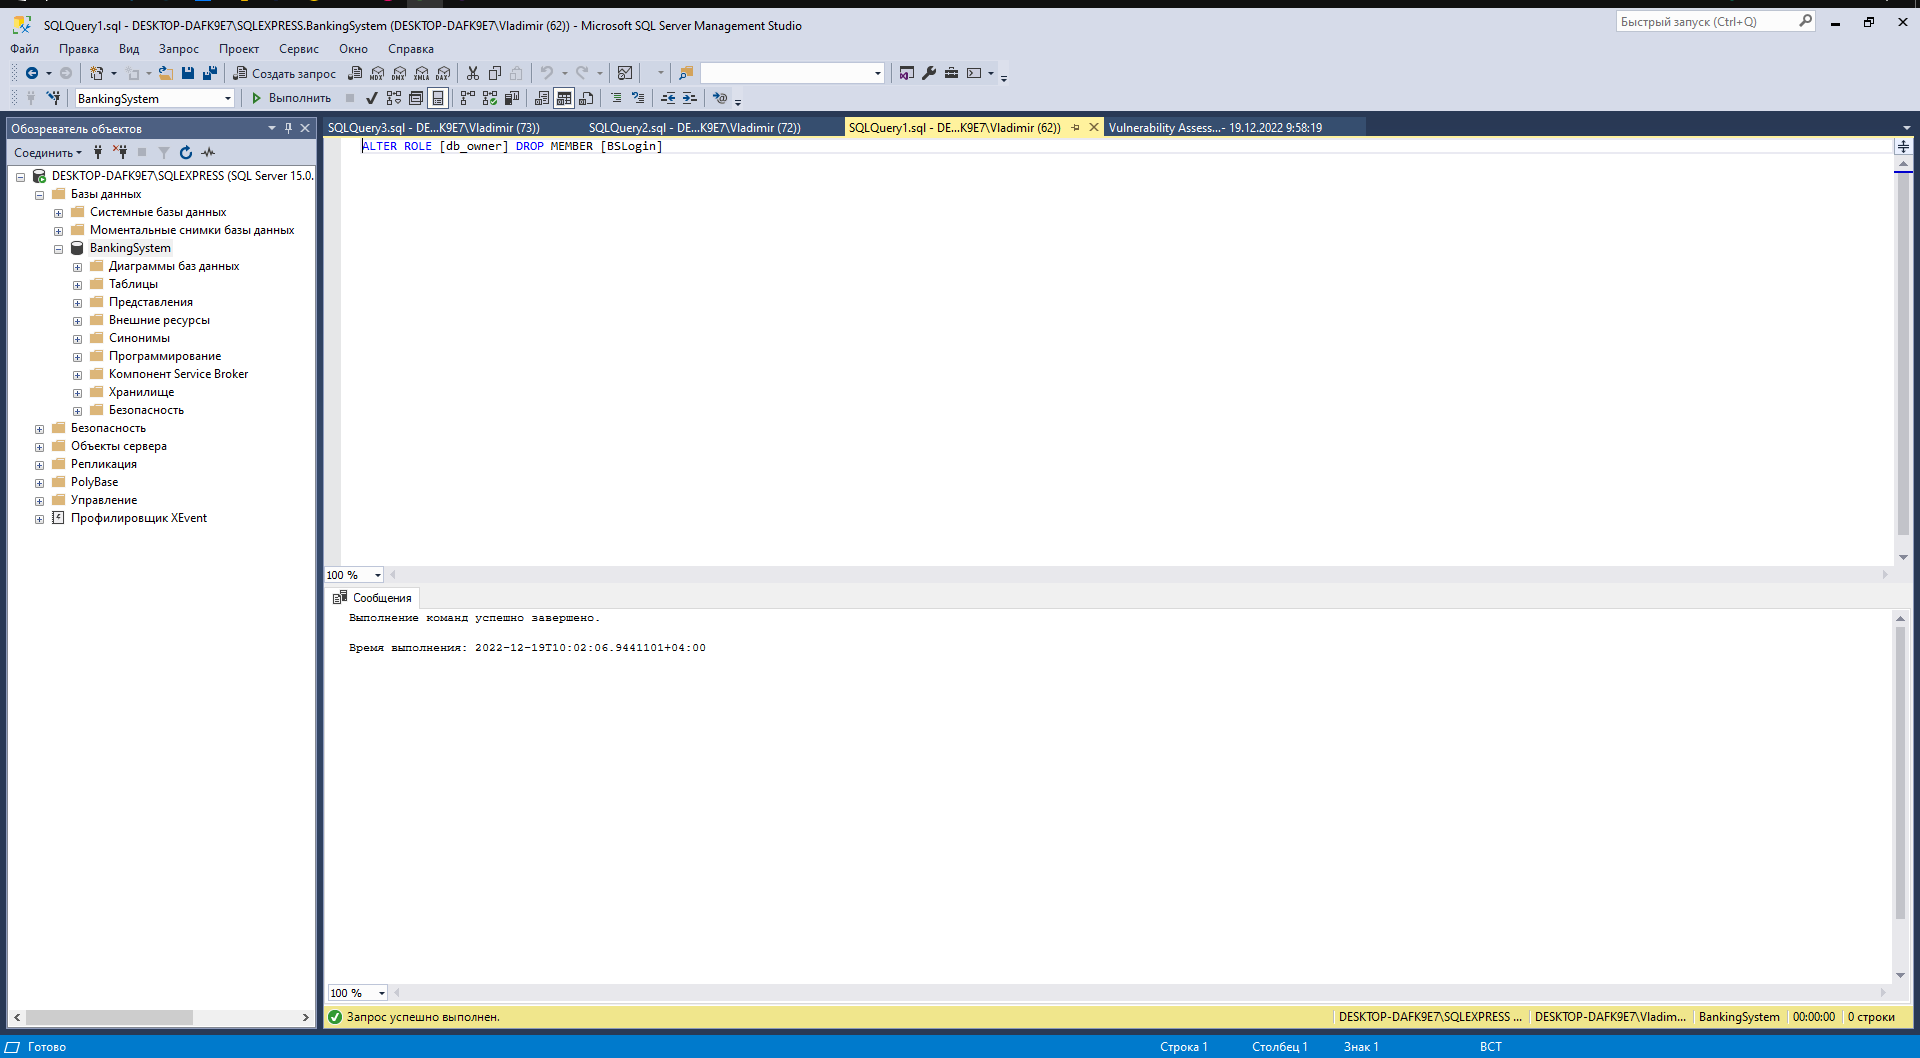 SQLQuery1.sql - DESKTOP-DAFK9E7\SQLEXPRESS.BankingSystem (DESKTOP-DAFK9E7\Vladimir (62)) - Microsoft SQL Server Management Studio
Быстрый запуск (Ctrl+Q)
Файл Правка Вид Запрос Проект Сервис Окно Справка
Создать запрос MDX DMX XMLA DAX
BankingSystem Выполнить
Обозреватель объектов
SQLQuery3.sql - DE...K9E7\Vladimir (73)) SQLQuery2.sql - DE...K9E7\Vladimir (72)) SQLQuery1.sql - DE...K9E7\Vladimir (62)) Vulnerability Assess...- 19.12.2022 9:58:19
Соединить
ALTER ROLE [db_owner] DROP MEMBER [BSLogin]
DESKTOP-DAFK9E7\SQLEXPRESS (SQL Server 15.0.
Базы данных
Системные базы данных
Моментальные снимки базы данных
BankingSystem
Диаграммы баз данных
Таблицы
Представления
Внешние ресурсы
Синонимы
Программирование
Компонент Service Broker
Хранилище
Безопасность
Безопасность
Объекты сервера
Репликация
PolyBase
Управление
Профилировщик XEvent
100 %
Сообщения
Выполнение команд успешно завершено.
Время выполнения: 2022-12-19T10:02:06.9441101+04:00
100 %
Запрос успешно выполнен. DESKTOP-DAFK9E7\SQLEXPRESS ... DESKTOP-DAFK9E7\Vladim... BankingSystem 00:00:00 0 строки
Готово Строка 1 Столбец 1 Знак 1 ВСТ